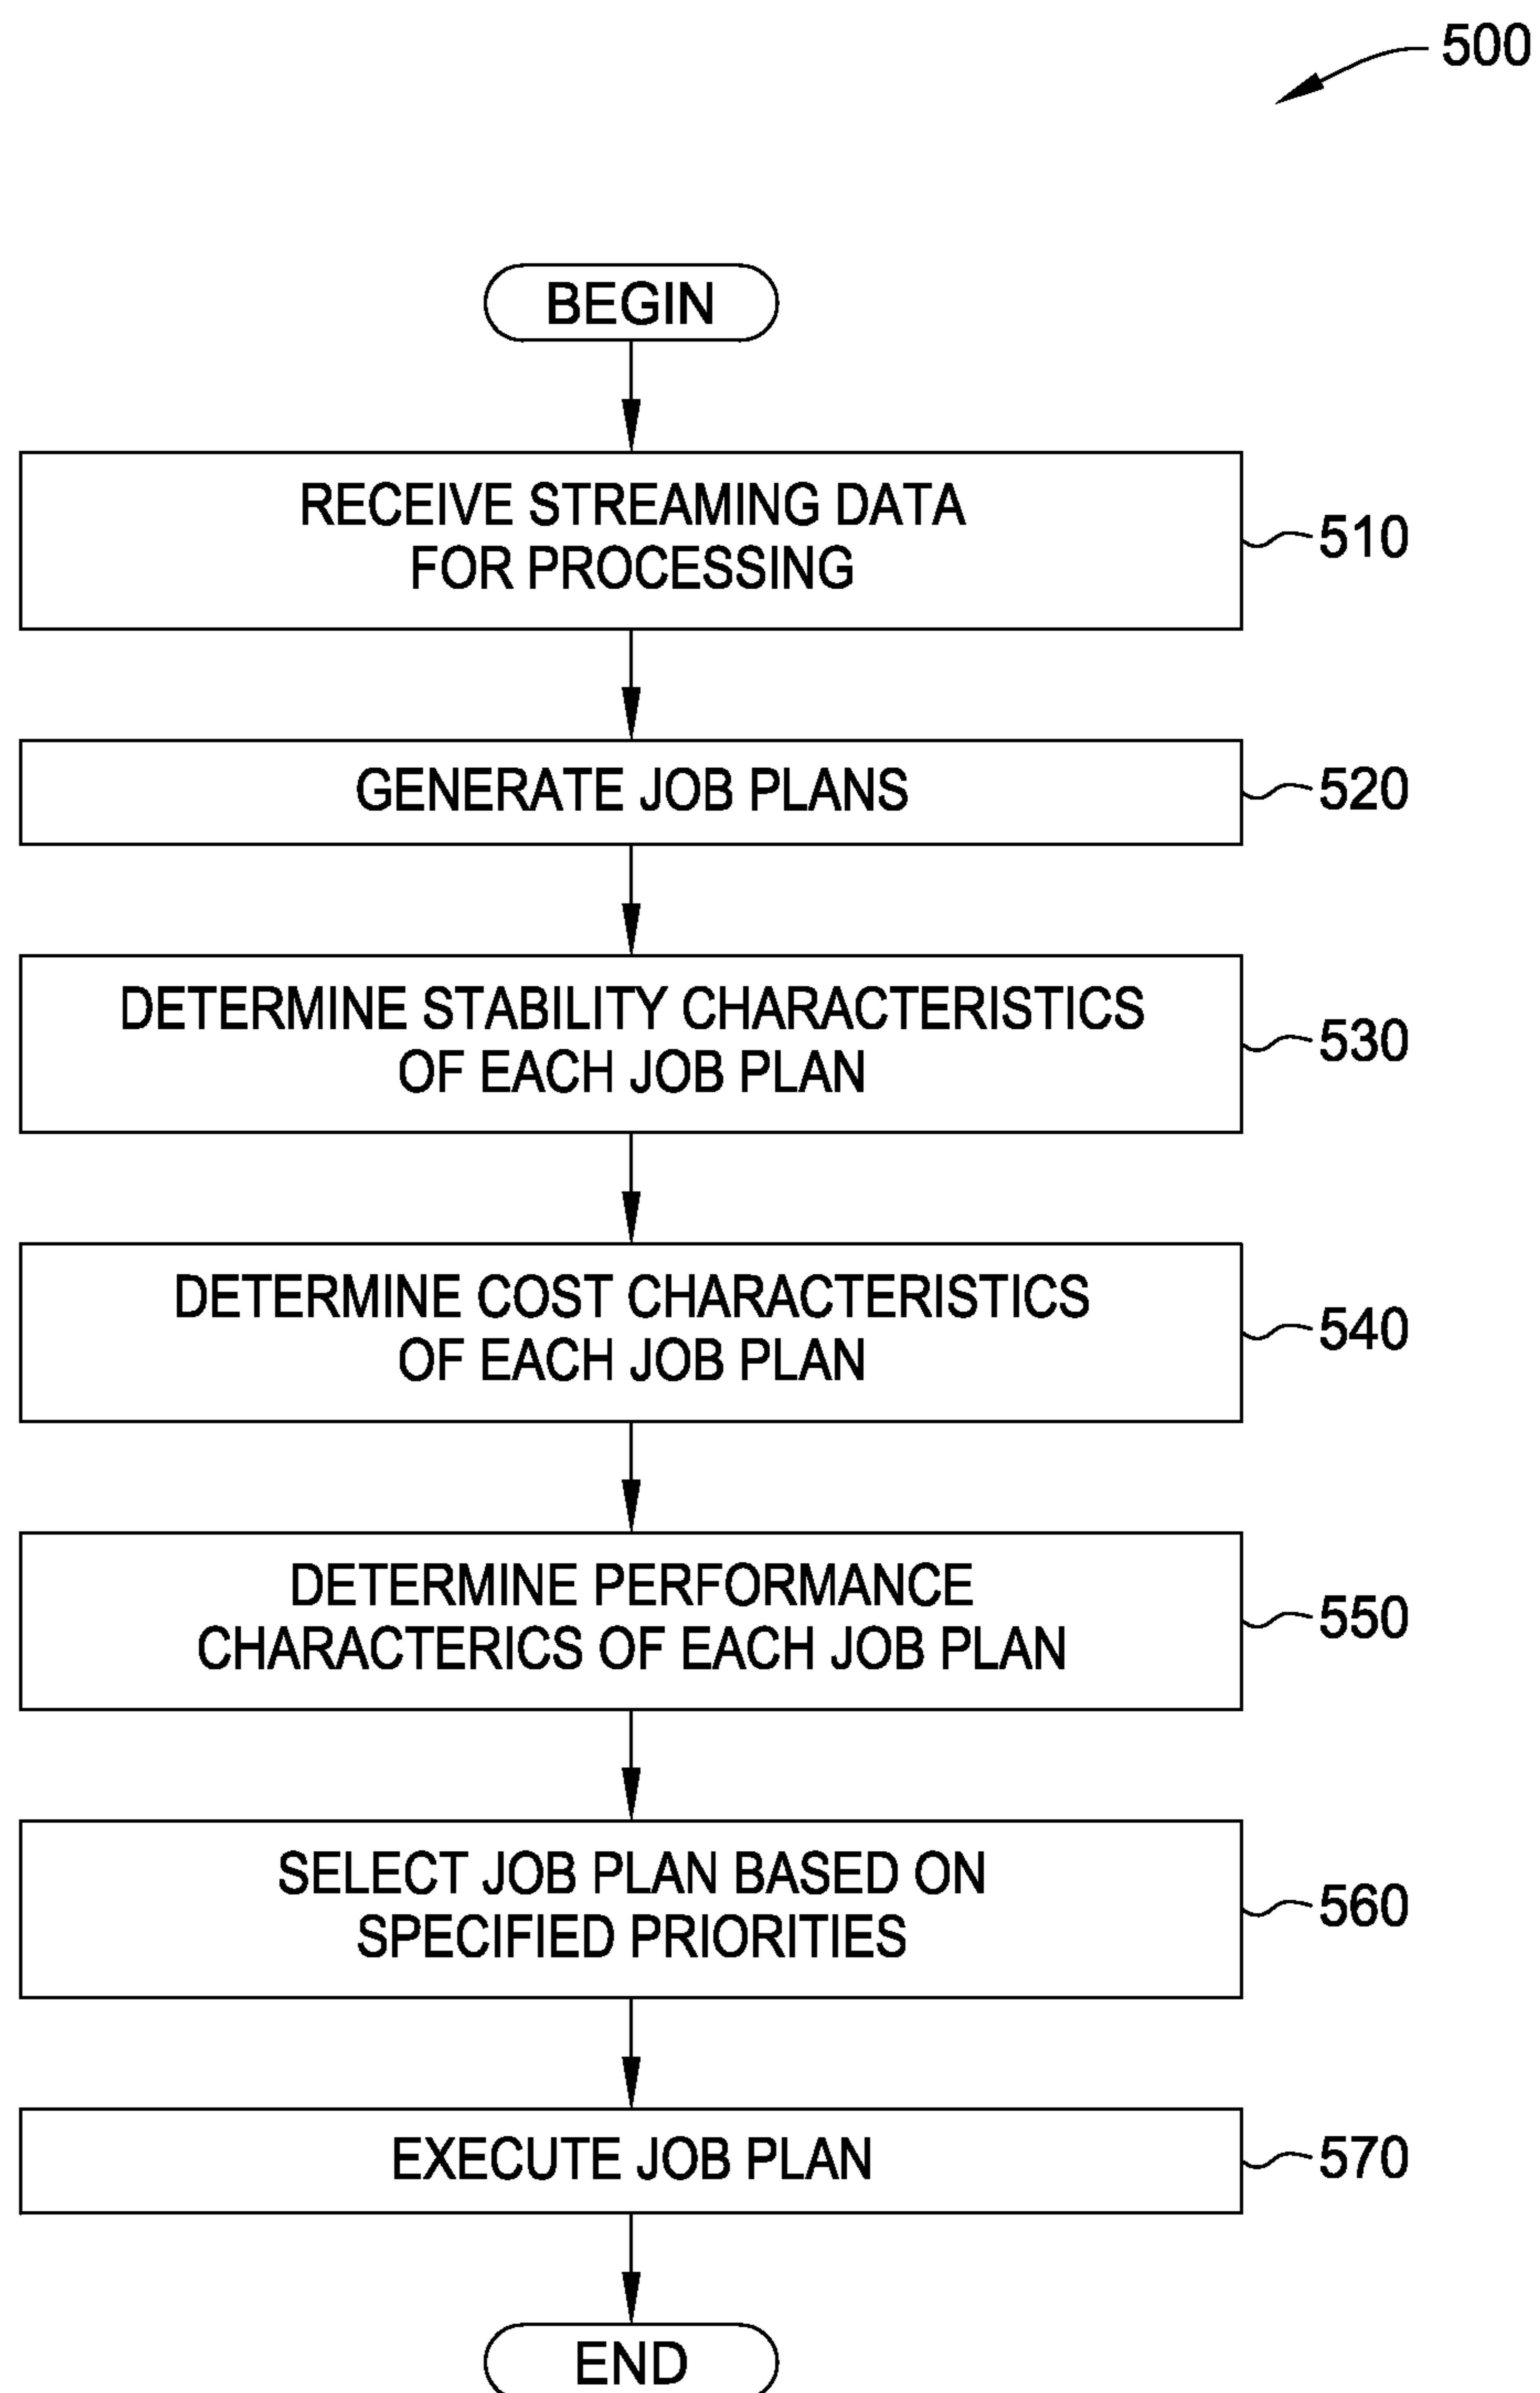 500
BEGIN
RECEIVE STREAMING DATA
FOR PROCESSING
510
GENERATE JOB PLANS
520
DETERMINE STABILITY CHARACTERISTICS
OF EACH JOB PLAN
530
DETERMINE COST CHARACTERISTICS
OF EACH JOB PLAN
540
DETERMINE PERFORMANCE
CHARACTERICS OF EACH JOB PLAN
550
SELECT JOB PLAN BASED ON
SPECIFIED PRIORITIES
560
EXECUTE JOB PLAN
570
END